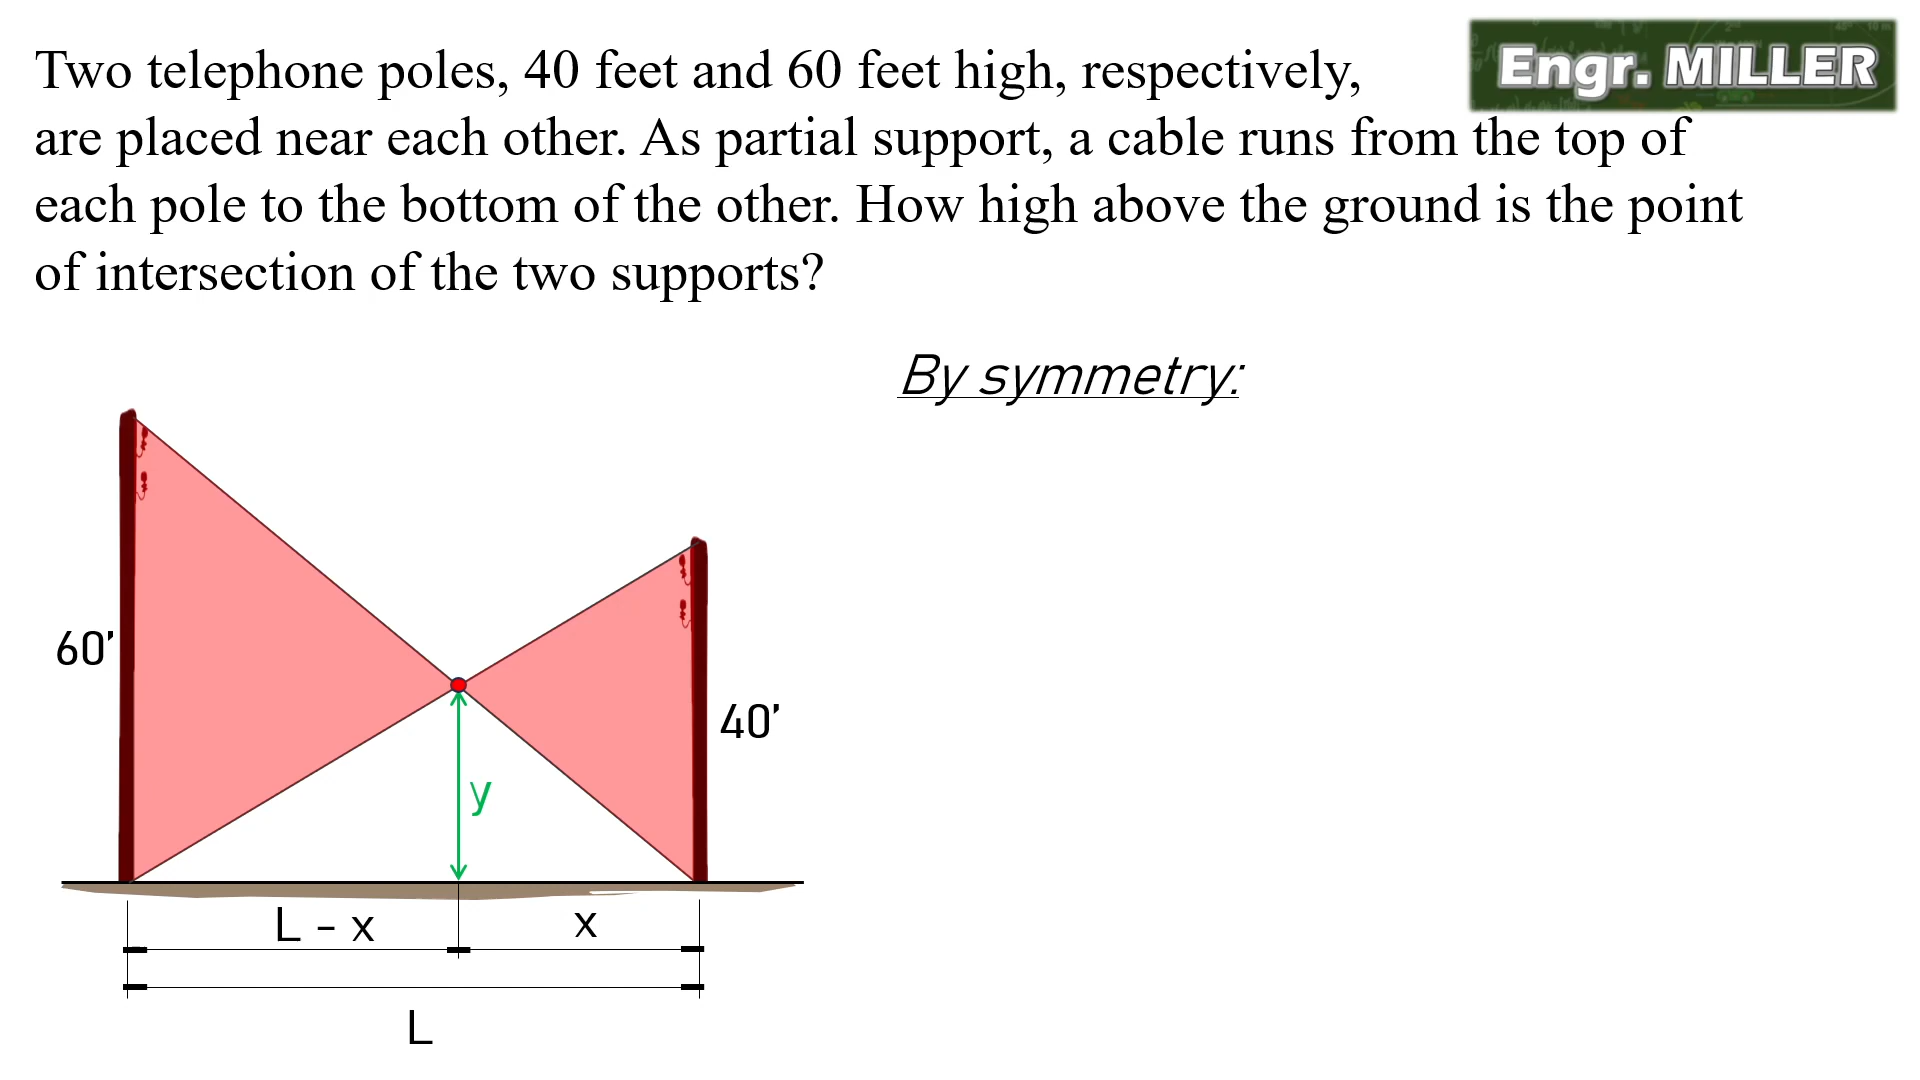 Two telephone poles, 40 feet and 60 feet high, respectively,
Engr. MILLER
are placed near each other. As partial support, a cable runs from the top of
each pole to the bottom of the other. How high above the ground is the point
of intersection of the two supports?
By symmetry:
60'
40'
y
L - x
x
L